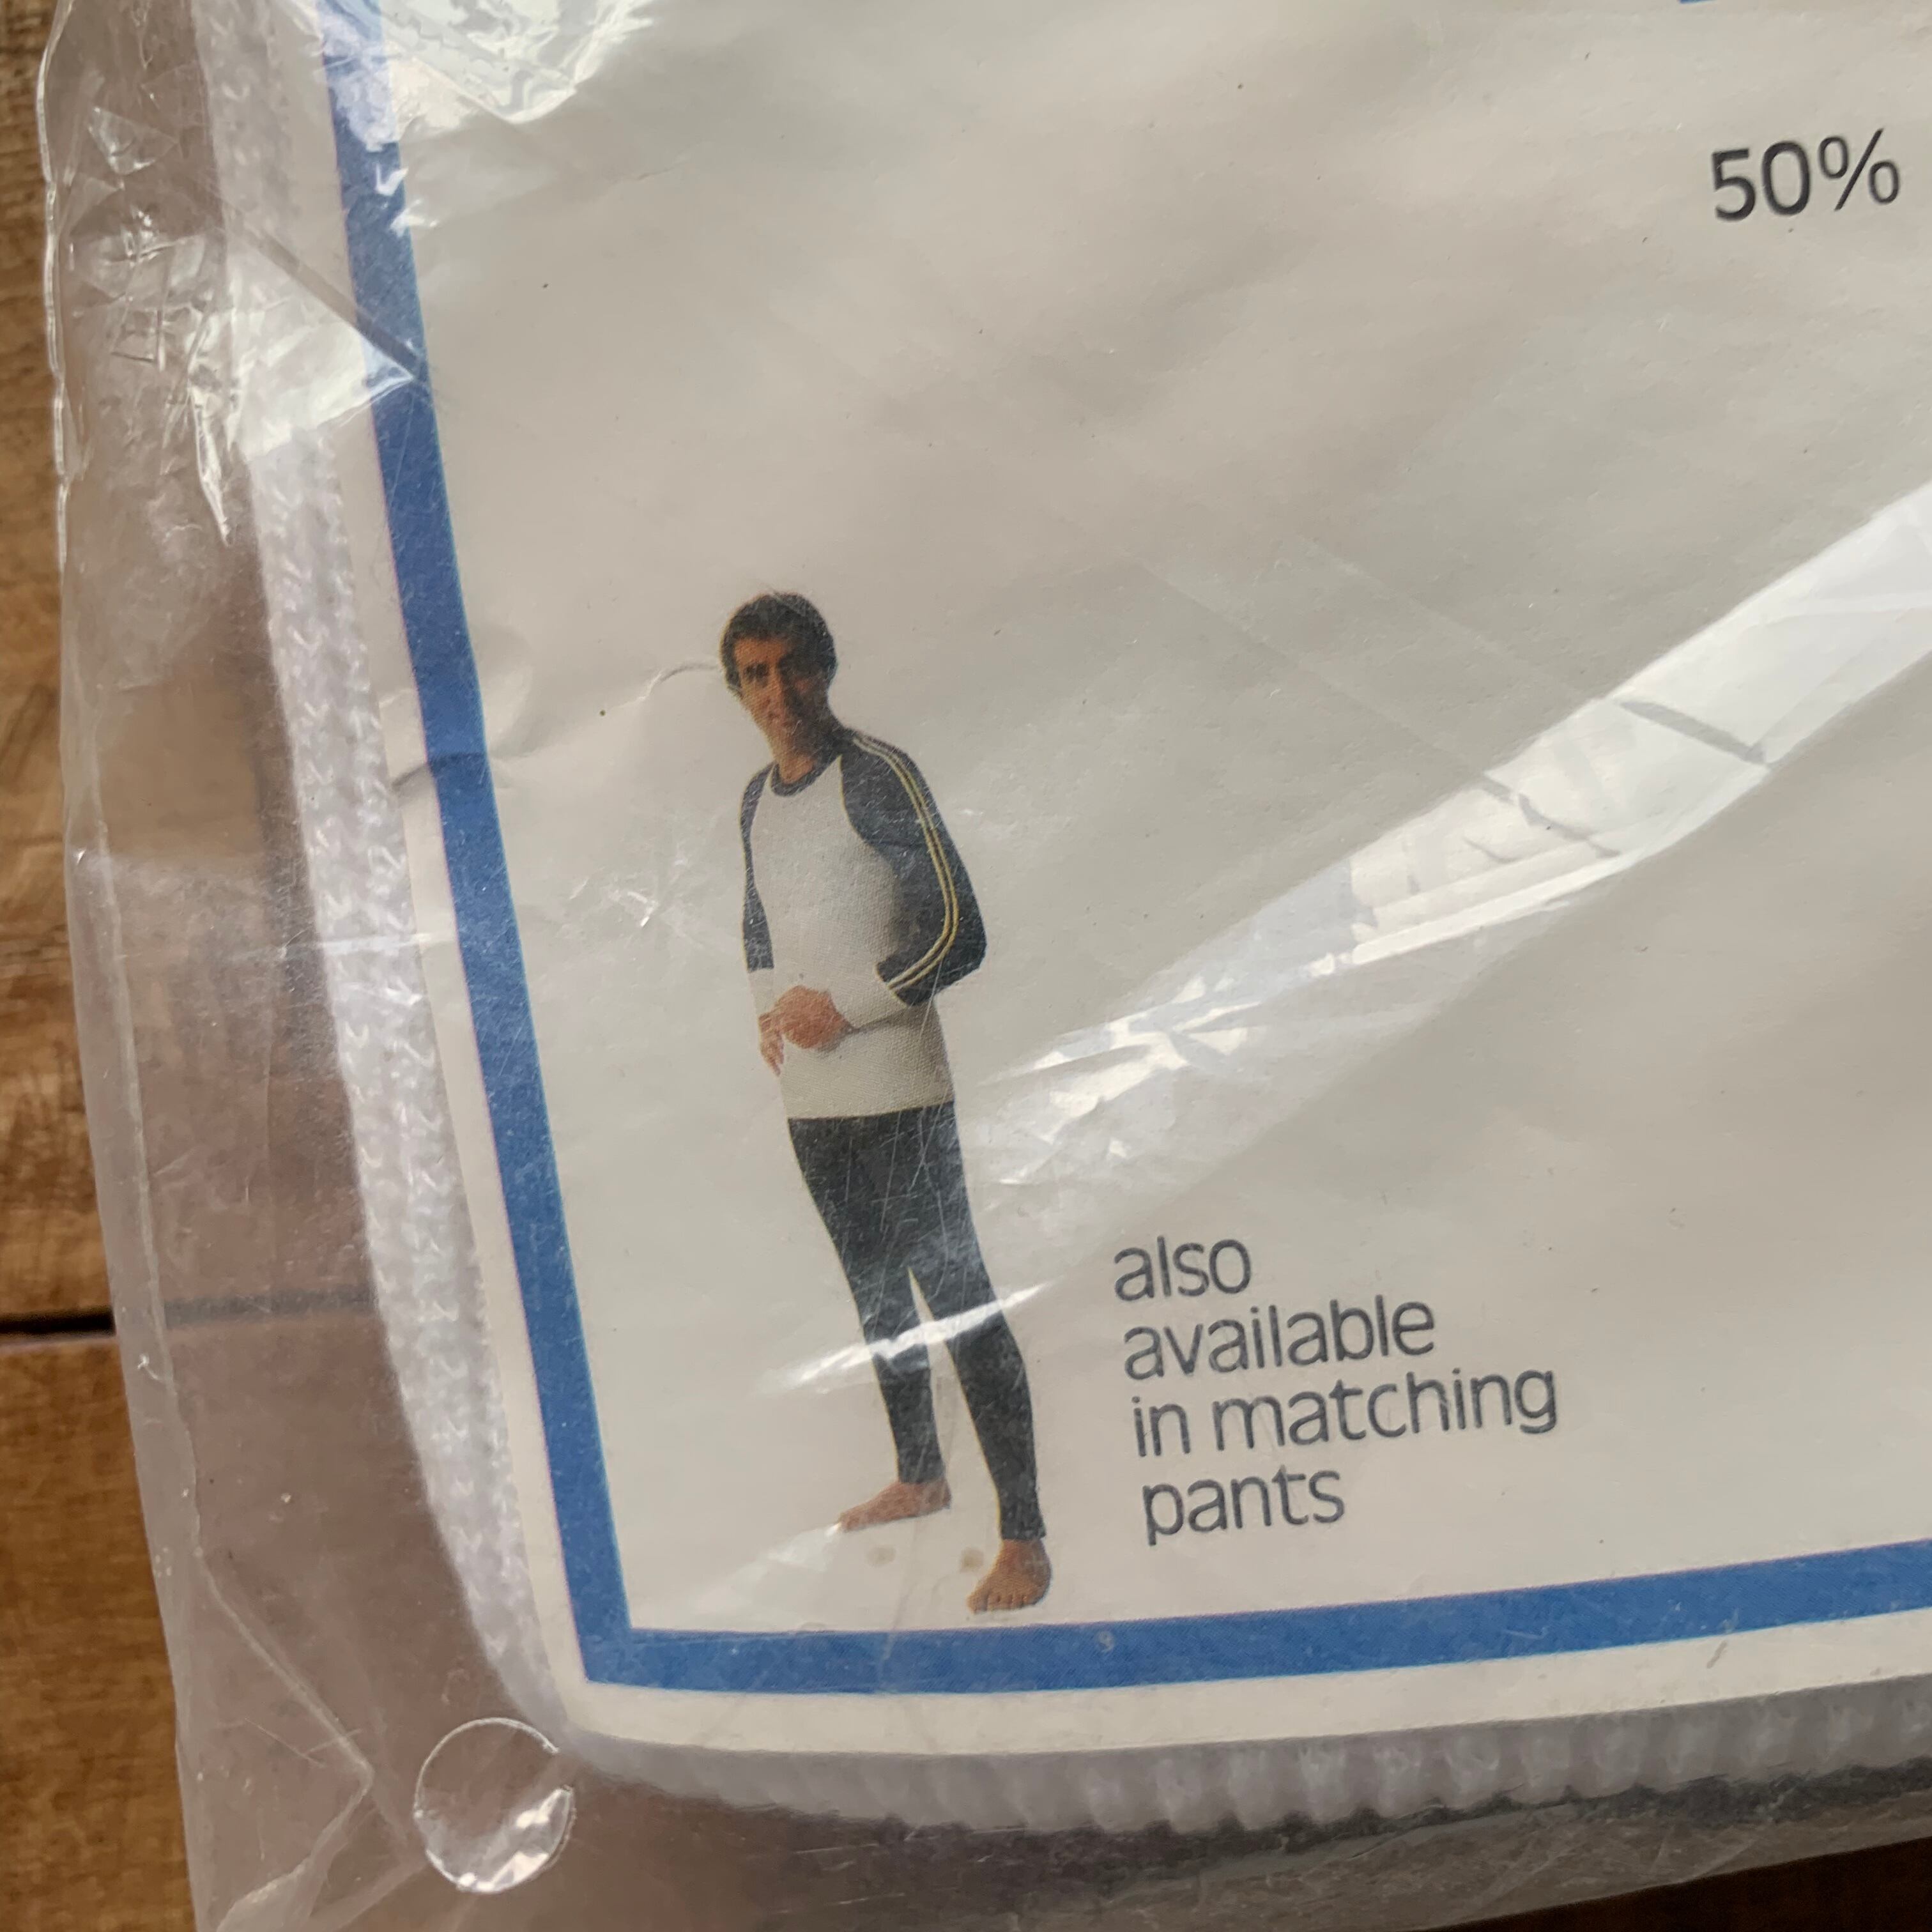 50%
also
available
in matching
pants